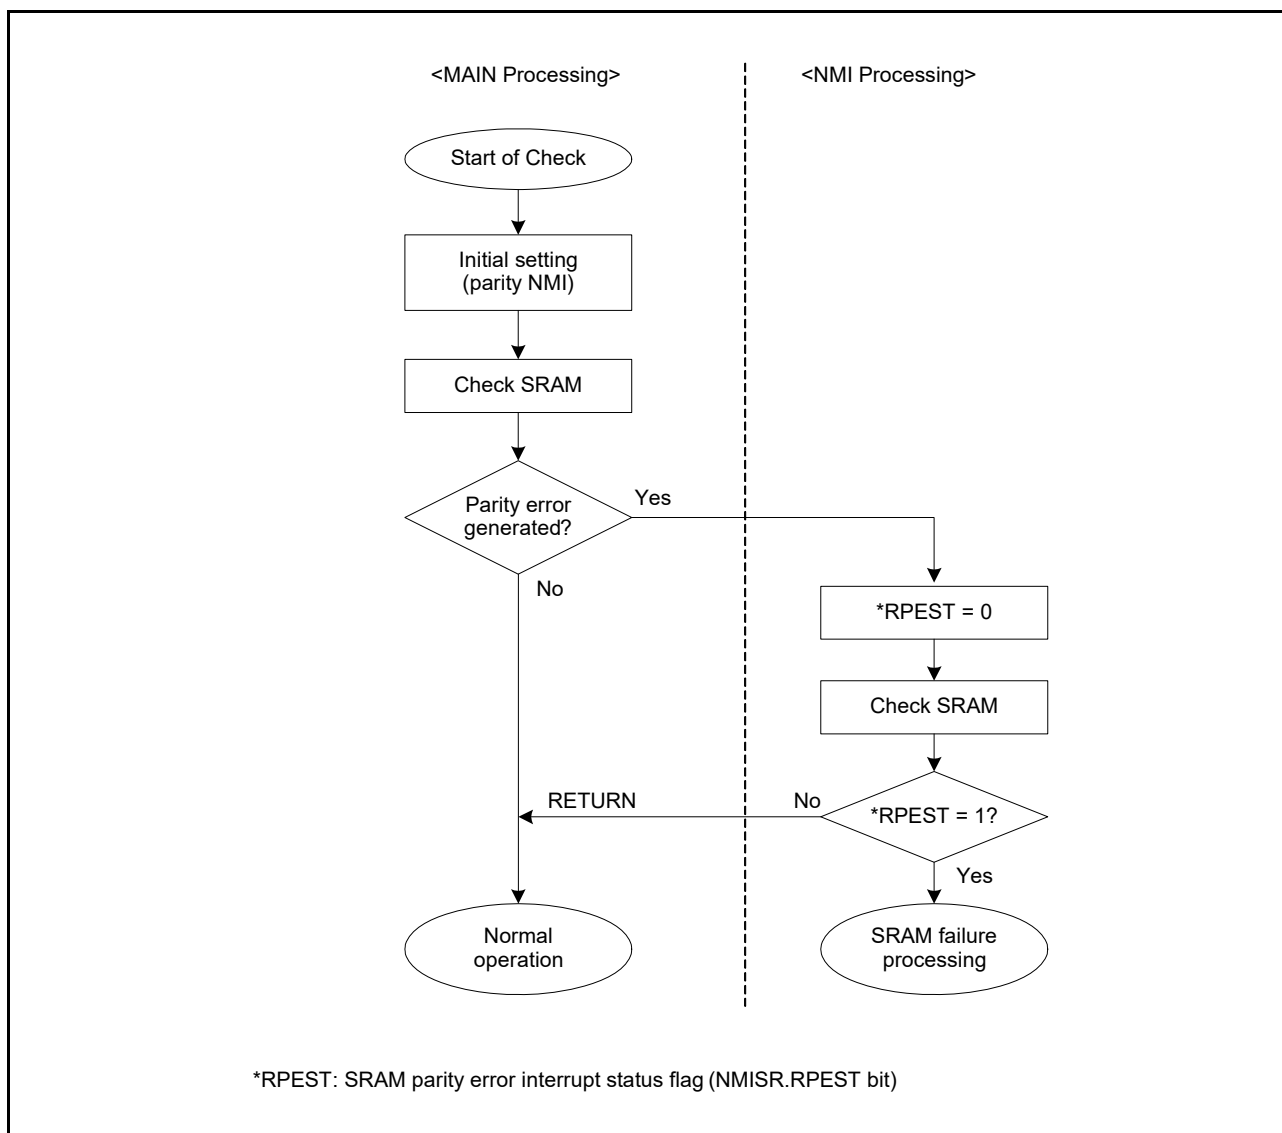 <MAIN Processing>
<NMI Processing>
Start of Check
Initial setting
(parity NMI)
Check SRAM
Parity error
generated?
Yes
No
*RPEST = 0
Check SRAM
*RPEST = 1?
No
RETURN
Yes
Normal
operation
SRAM failure
processing
*RPEST: SRAM parity error interrupt status flag (NMISR.RPEST bit)